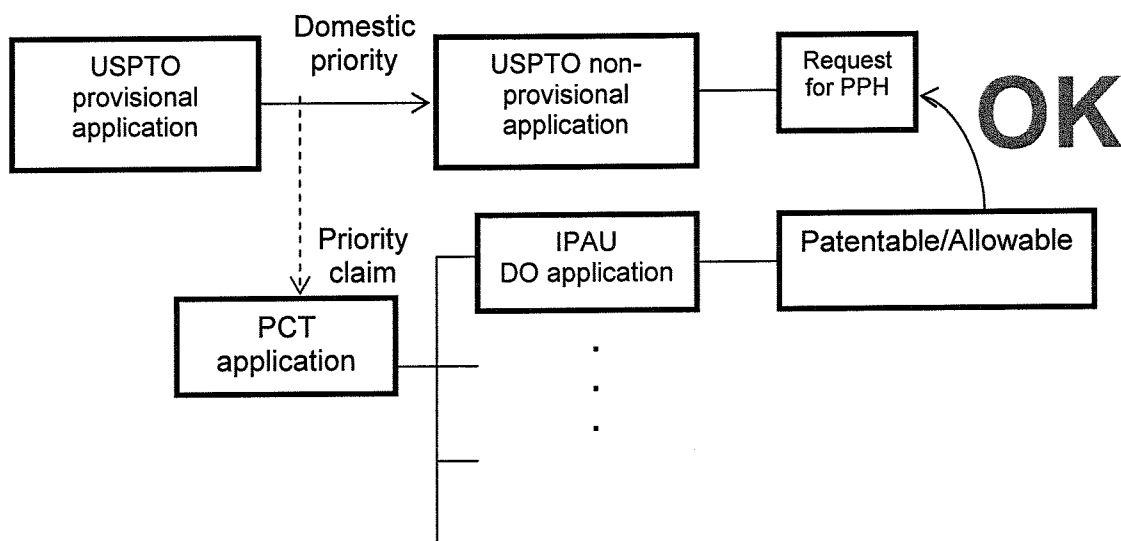 Domestic
priority
USPTO
provisional
application
USPTO non-
provisional
application
Request
for PPH
OK
Priority
claim
IPAU
DO application
Patentable/Allowable
PCT
application